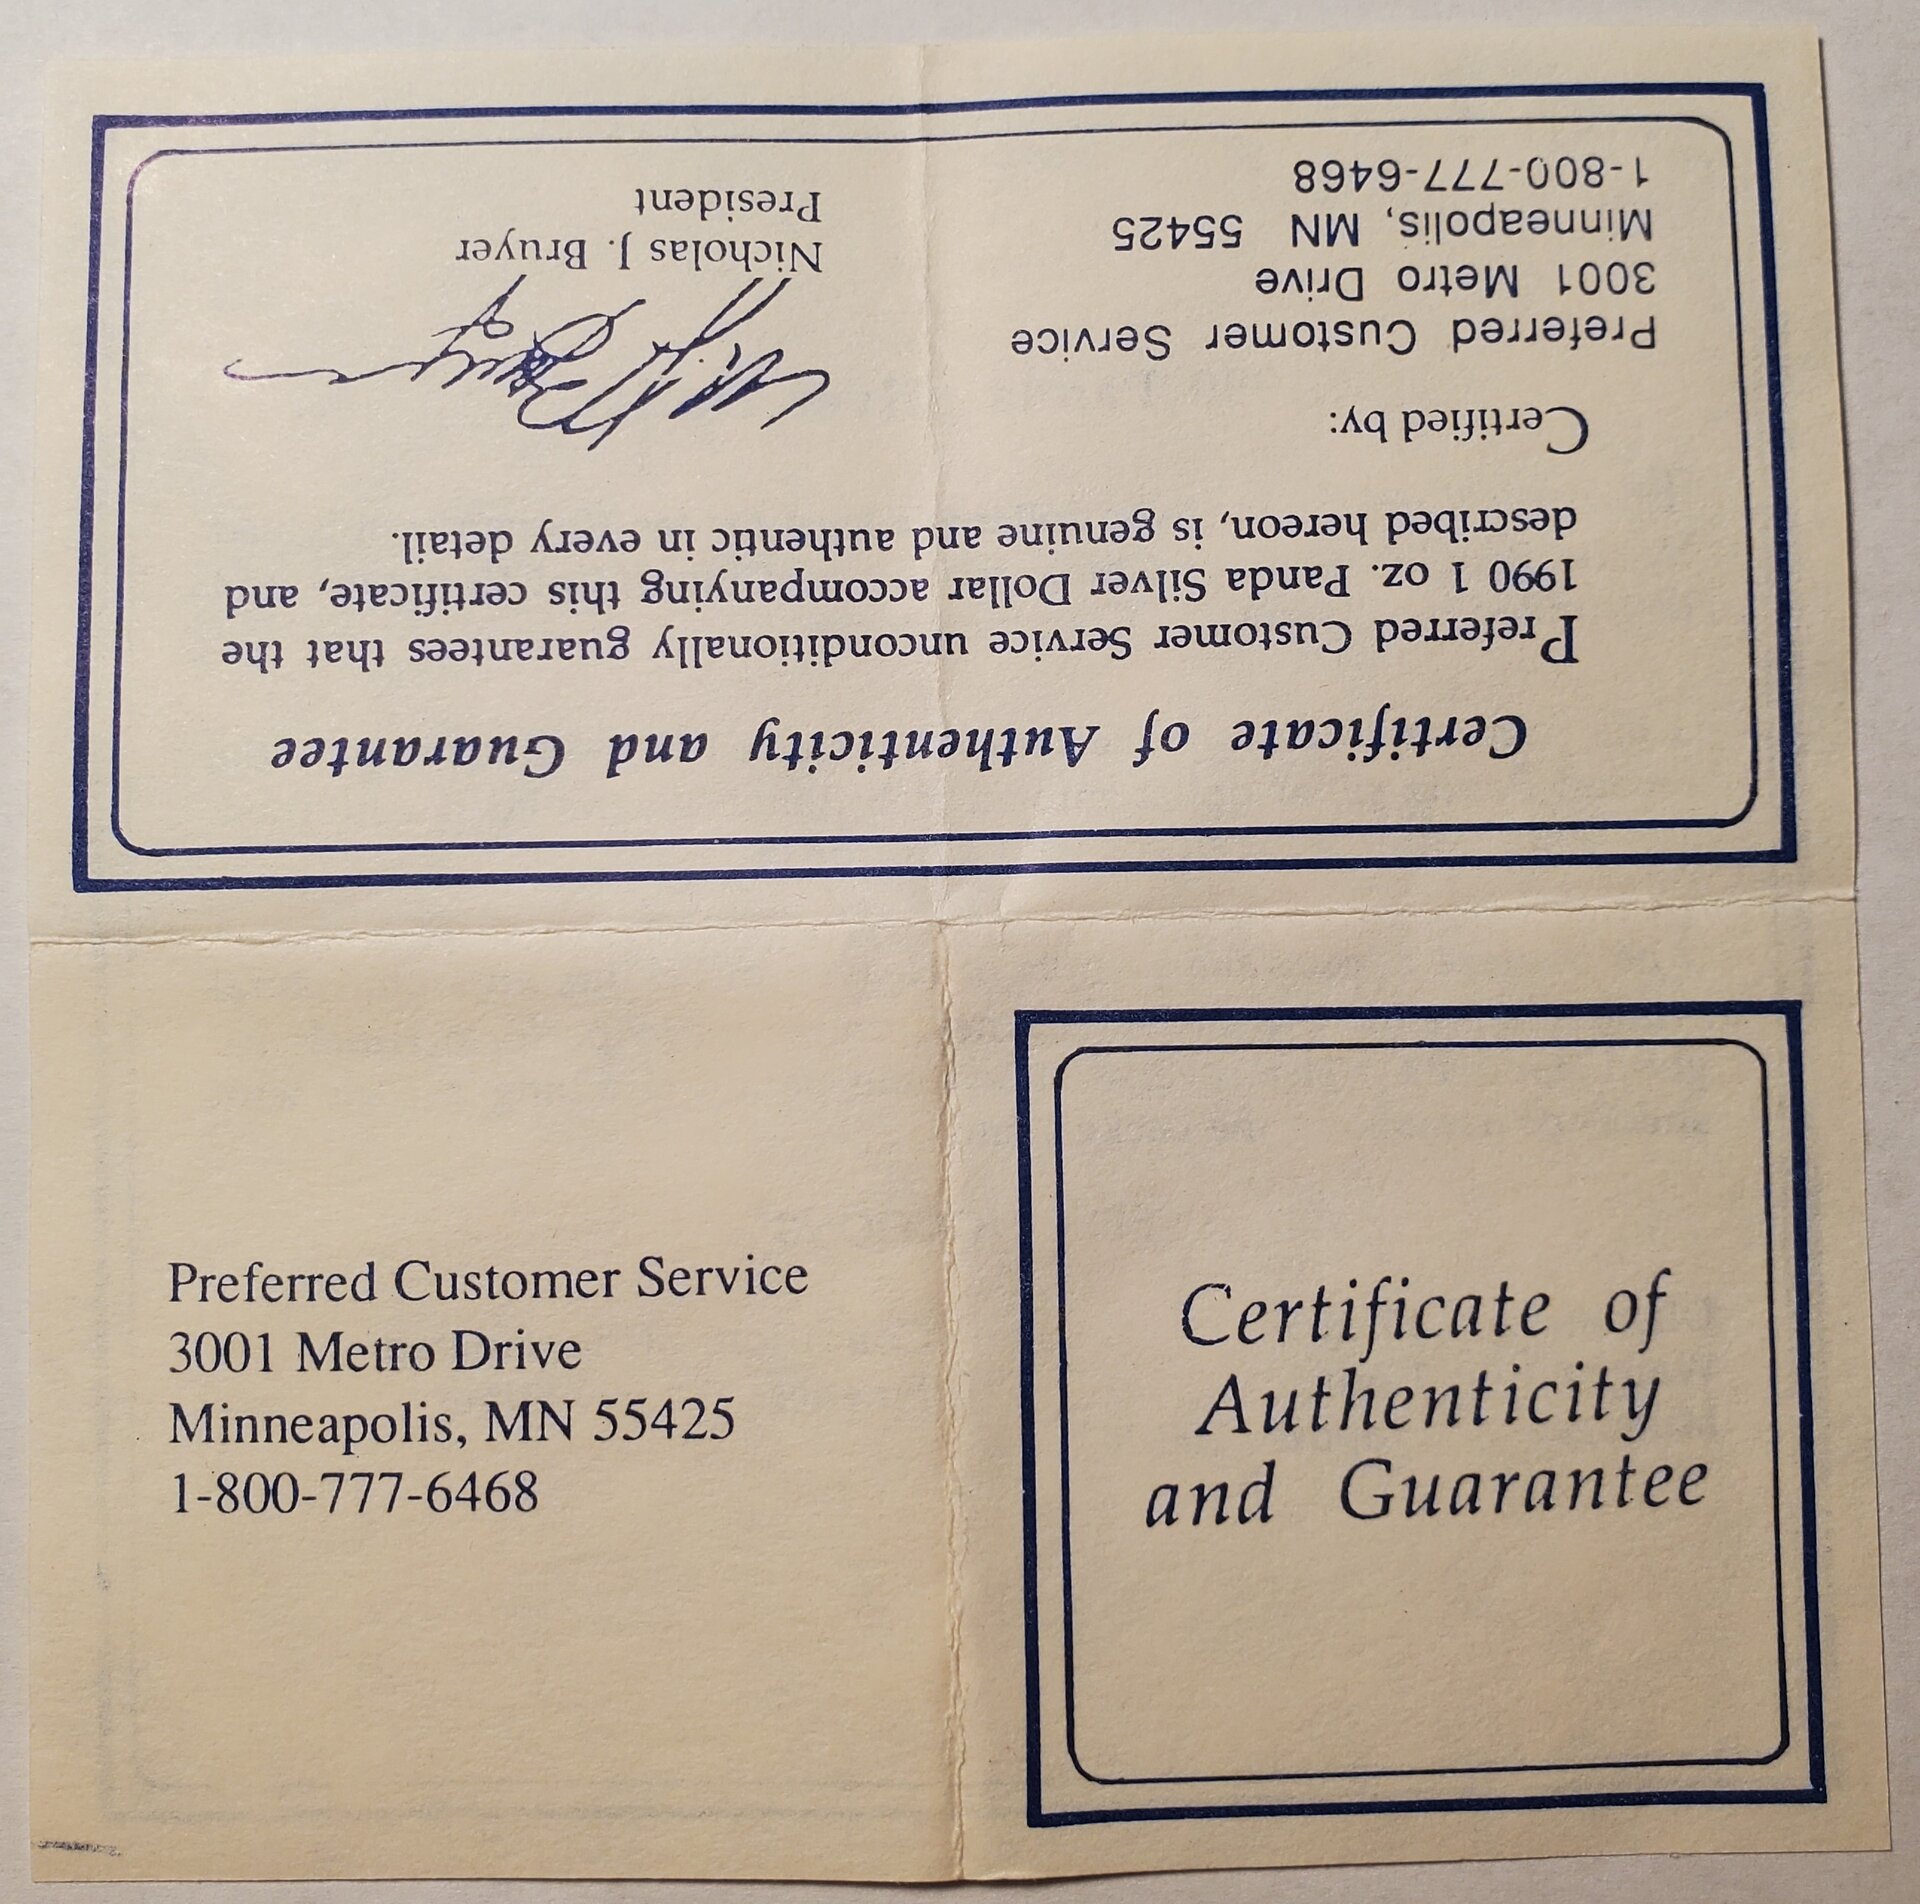 Certificate of Authenticity and Guarantee
Preferred Customer Service unconditionally guarantees that the
1990 1 oz. Panda Silver Dollar accompanying this certificate, and
described hereon, is genuine and authentic in every detail.
Certified by:
Preferred Customer Service
3001 Metro Drive
Minneapolis, MN 55425
1-800-777-6468
Nicholas J. Bruyer
President
Preferred Customer Service
3001 Metro Drive
Minneapolis, MN 55425
1-800-777-6468
Certificate of
Authenticity
and Guarantee